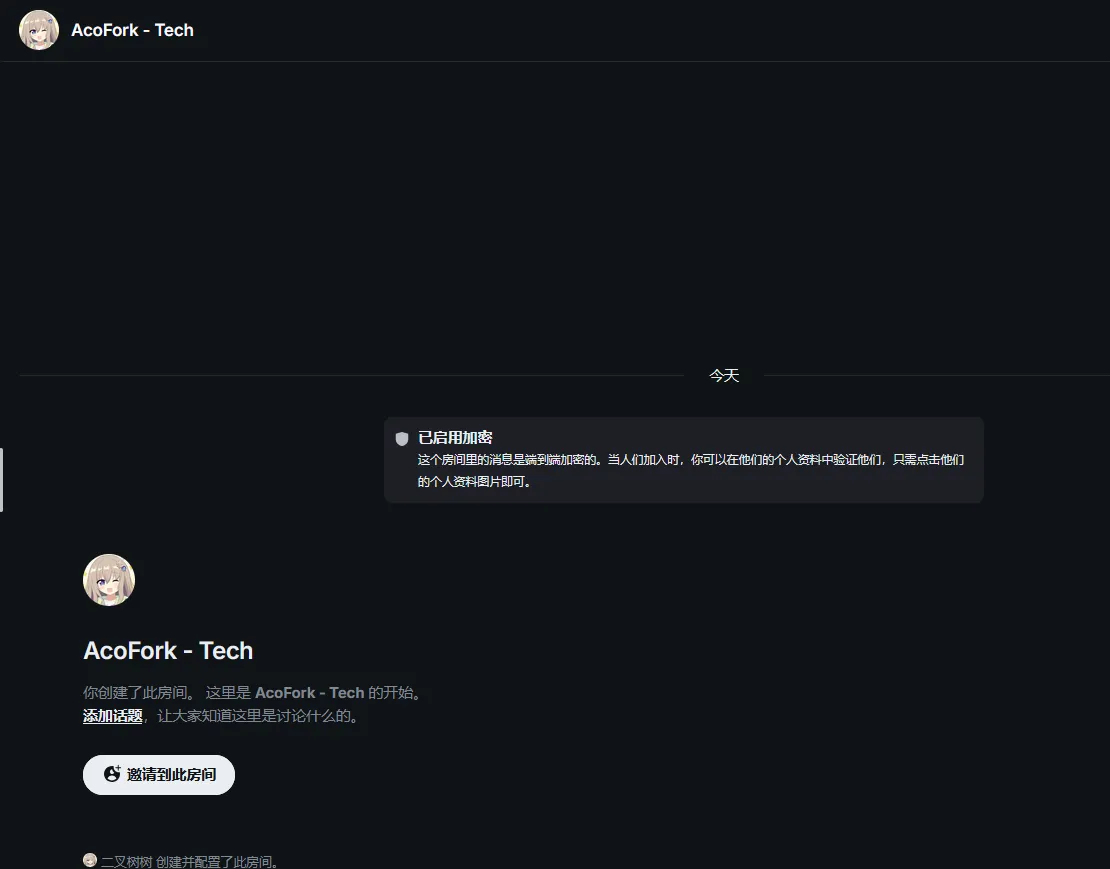 AcoFork - Tech
今天
已启用加密
这个房间里的消息是端到端加密的。当人们加入时，你可以在他们的个人资料中验证他们，只需点击他们
的个人资料图片即可。
AcoFork - Tech
你创建了此房间。 这里是 AcoFork - Tech 的开始。
添加话题，让大家知道这里是讨论什么的。
邀请到此房间
二叉树树 创建并配置了此房间。